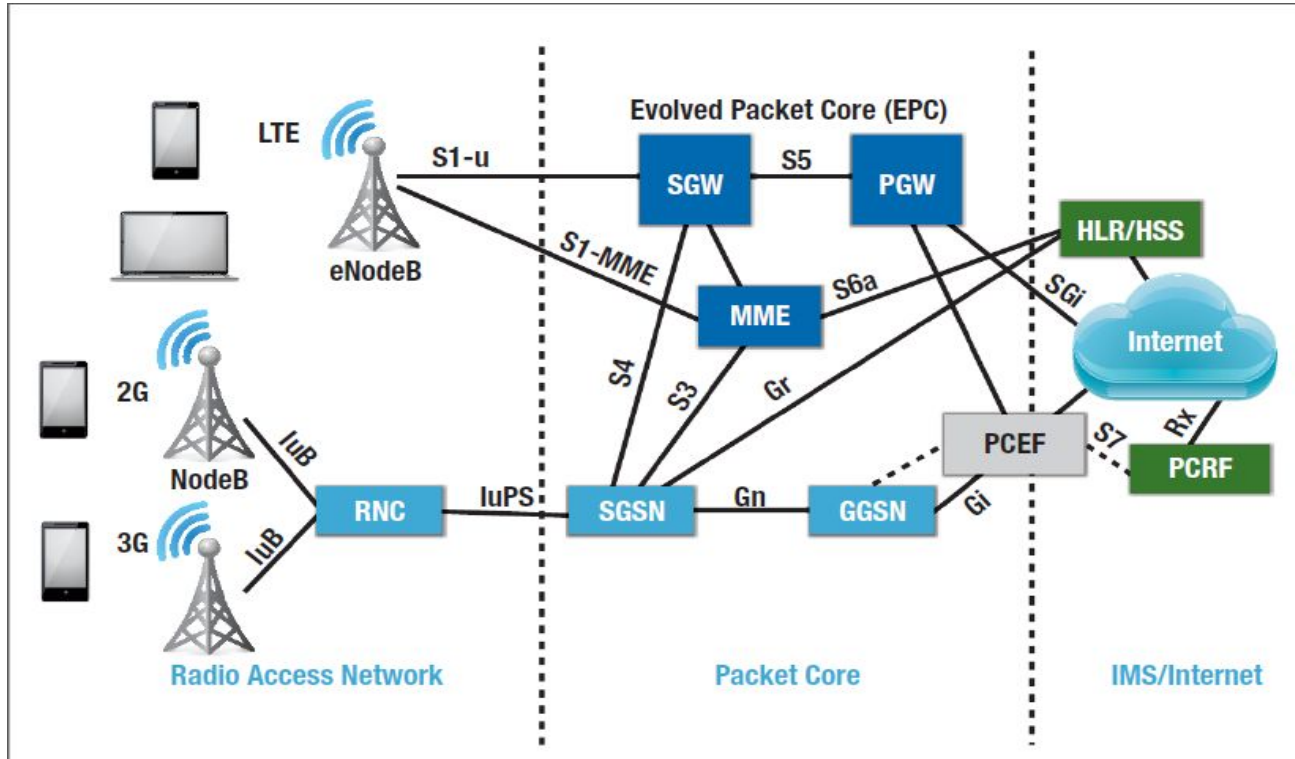 Evolved Packet Core (EPC)
LTE
S1-u
SGW
S5
PGW
HLR/HSS
eNodeB
S1-MME
S6a
SGi
MME
Internet
2G
S4
S3
Gr
IuB
NodeB
PCEF
S7
Rx
PCRF
RNC
IuPS
SGSN
Gn
GGSN
Gi
3G
IuB
Radio Access Network
Packet Core
IMS/Internet